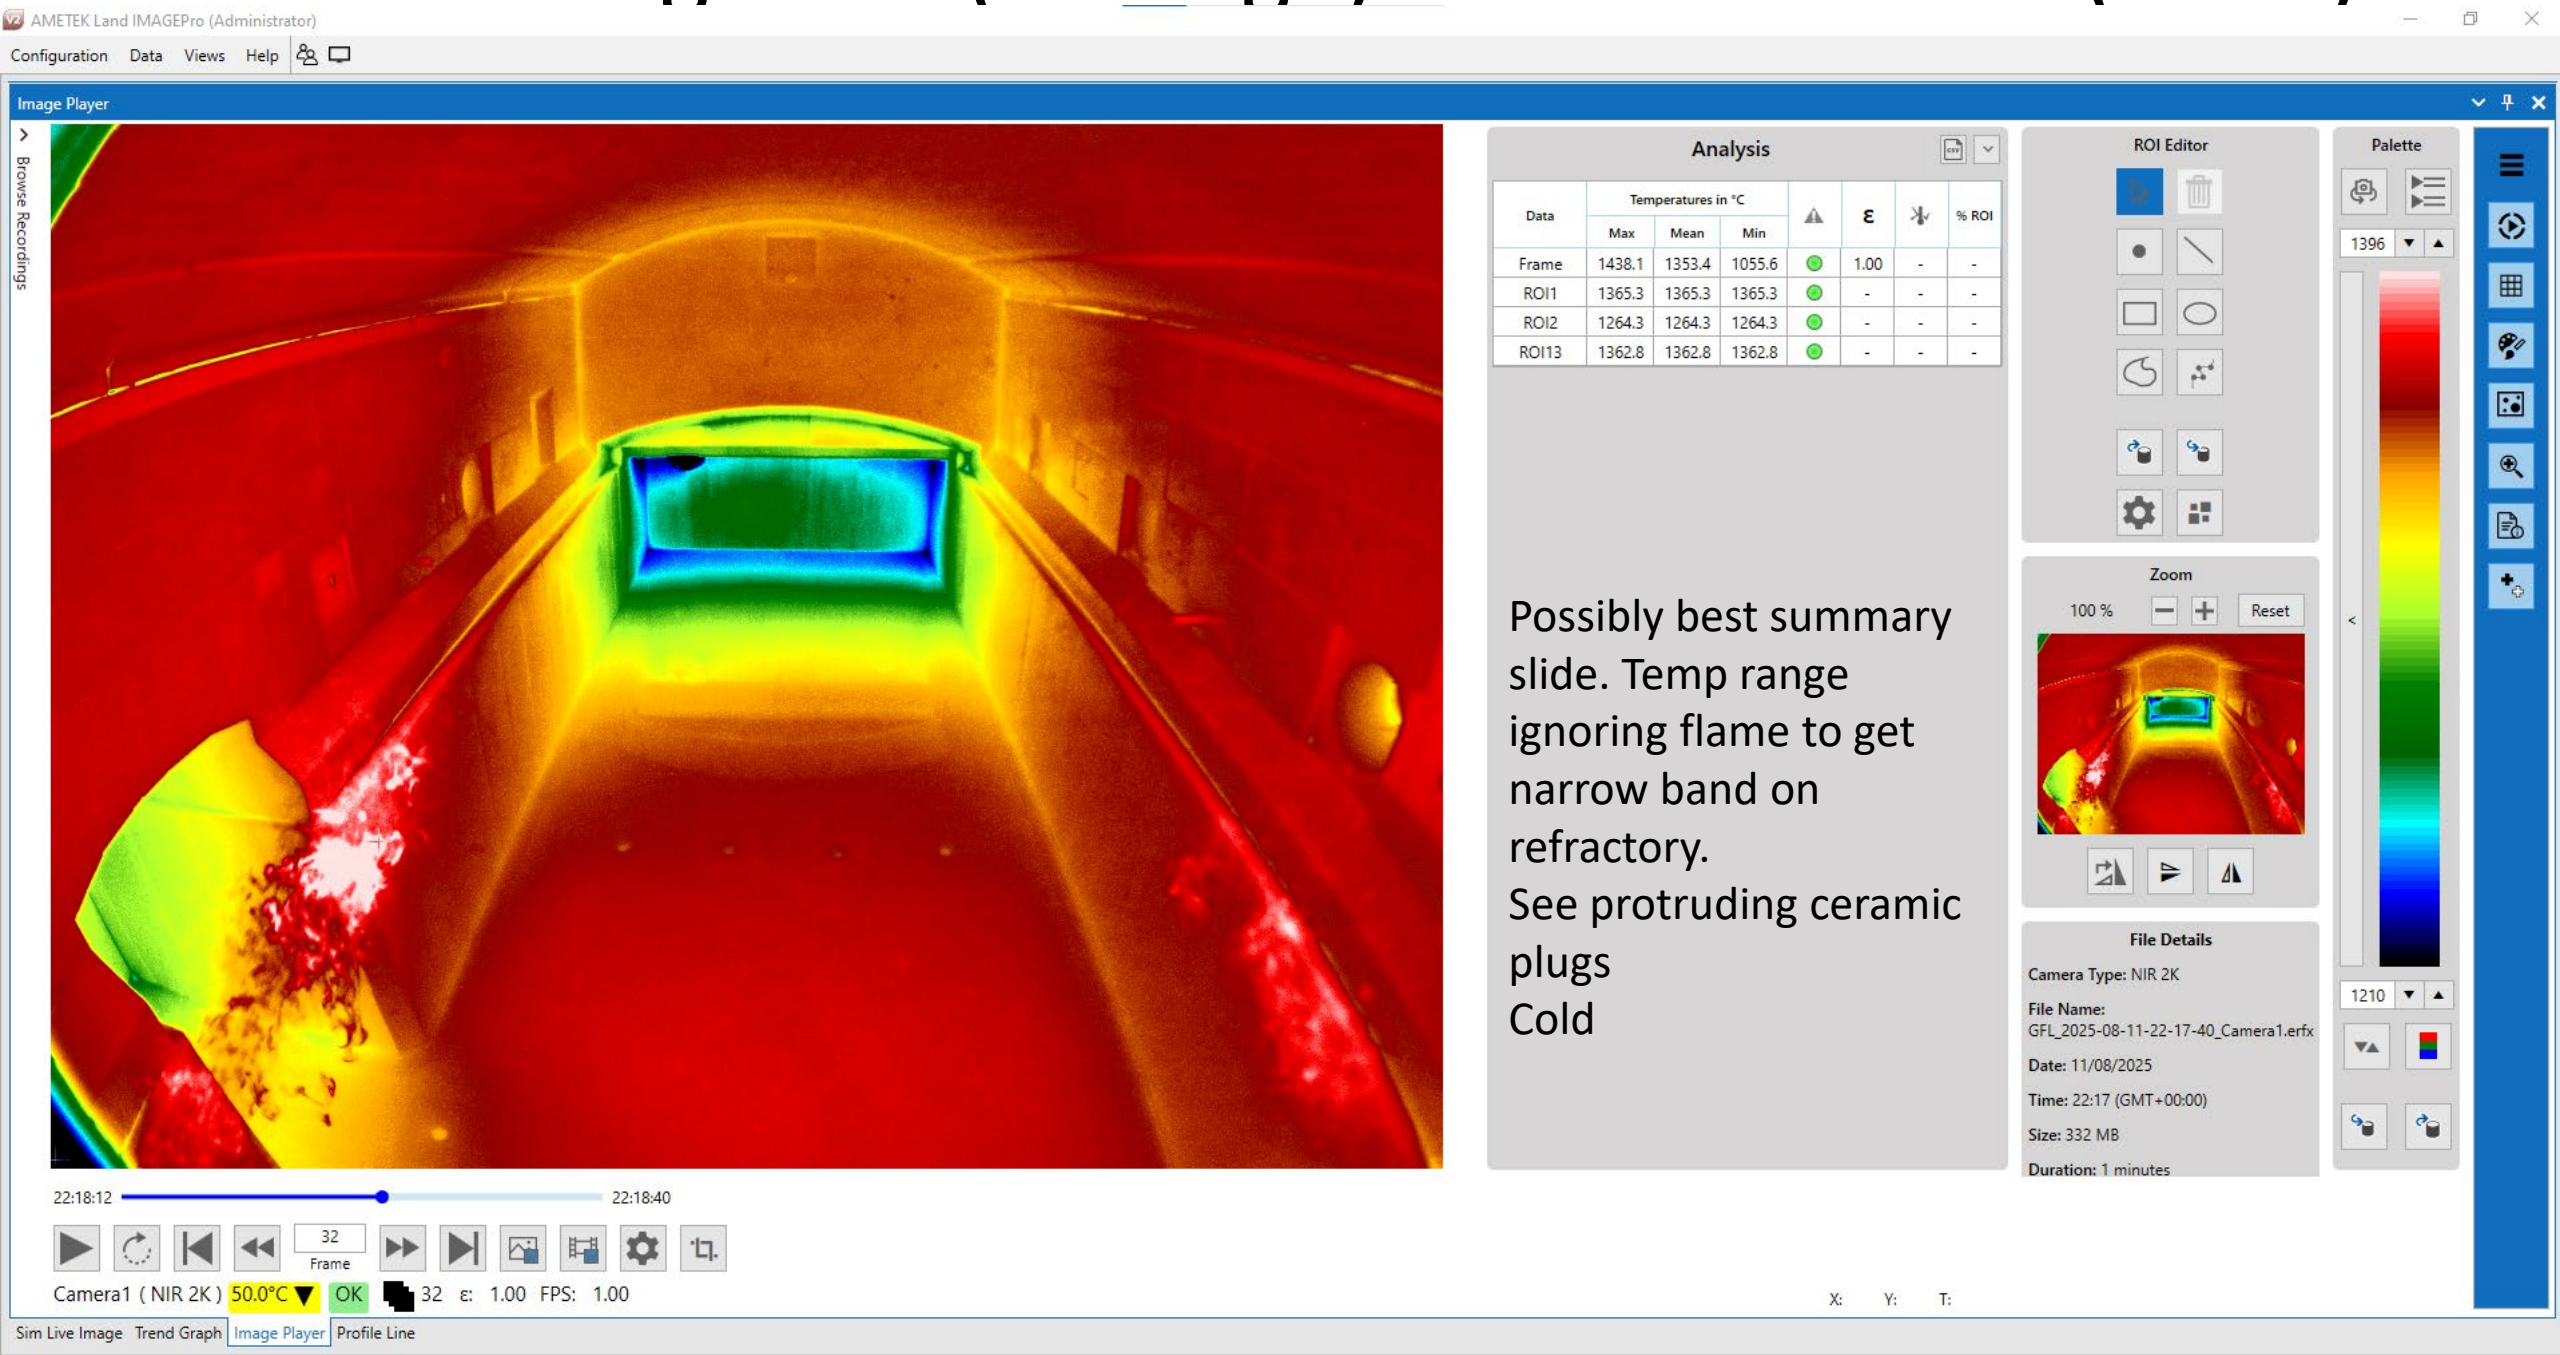 AMETEK Land IMAGEPro (Administrator)
Configuration Data Views Help
Image Player
Browse Recordings
Analysis
Data Temperatures in °C ε % ROI
Max Mean Min
Frame 1438.1 1353.4 1055.6 1.00 - -
ROI1 1365.3 1365.3 1365.3 - - -
ROI2 1264.3 1264.3 1264.3 - - -
ROI13 1362.8 1362.8 1362.8 - - -
Possibly best summary
slide. Temp range
ignoring flame to get
narrow band on
refractory.
See protruding ceramic
plugs
Cold
ROI Editor
Zoom
100 % Reset
File Details
Camera Type: NIR 2K
File Name:
GFL_2025-08-11-22-17-40_Camera1.erfx
Date: 11/08/2025
Time: 22:17 (GMT+00:00)
Size: 332 MB
Duration: 1 minutes
Palette
1396
<
1210
22:18:12 22:18:40
32
Frame
Camera1 ( NIR 2K ) 50.0°C OK 32 ε: 1.00 FPS: 1.00
X: Y: T:
Sim Live Image Trend Graph Image Player Profile Line